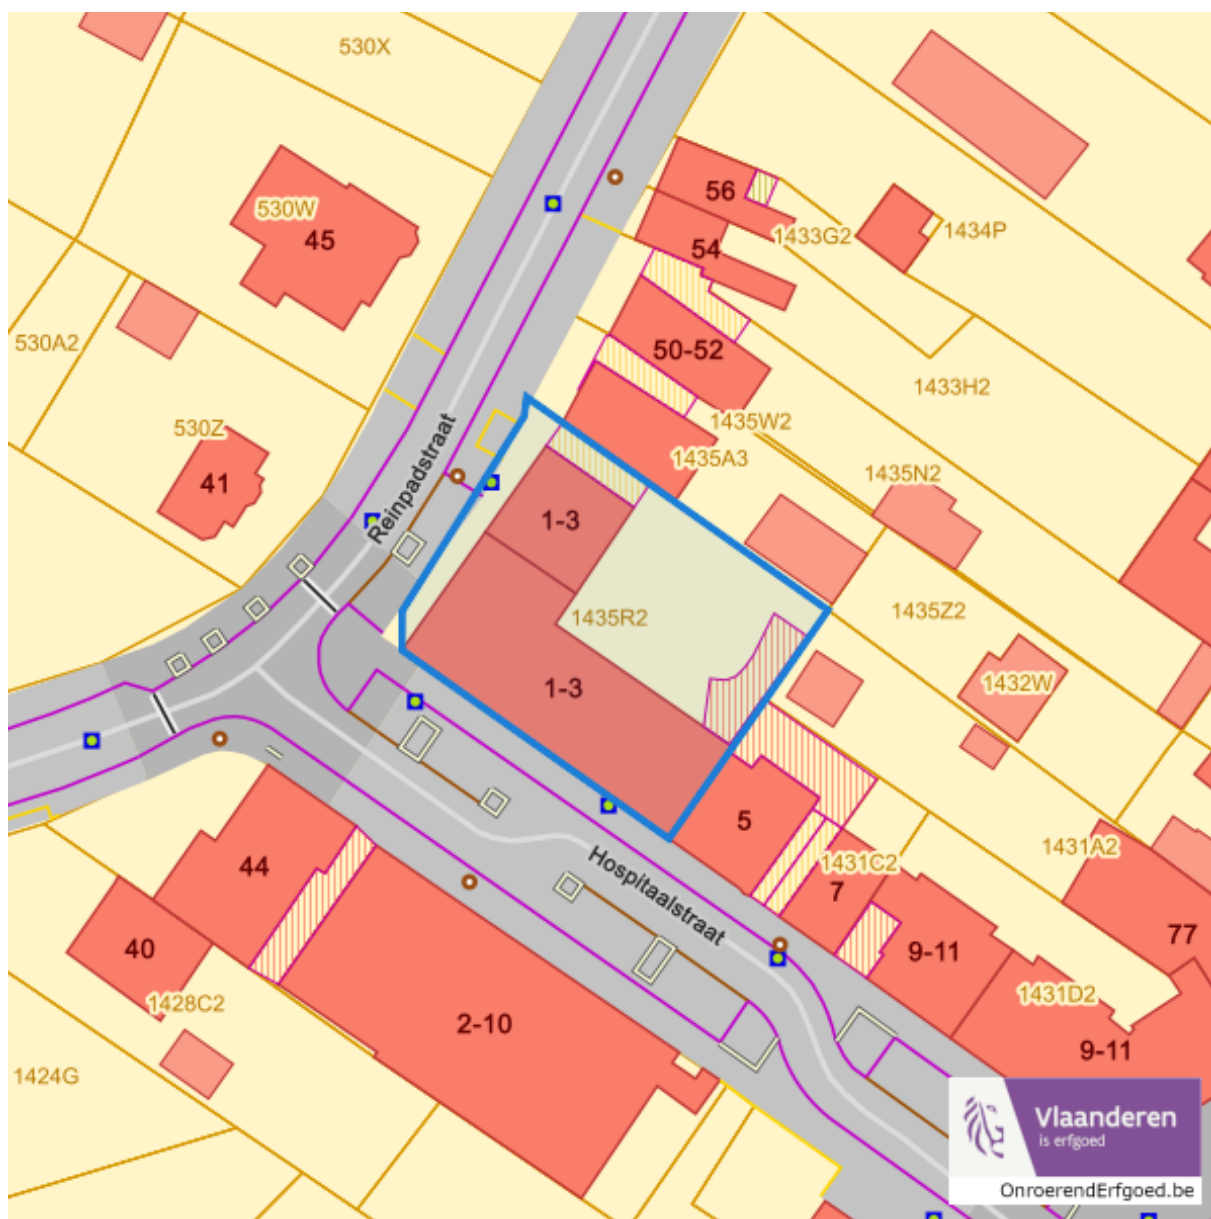 530X
56
530W
45
1433G2
1434P
54
530A2
50-52
1433H2
1435W2
530Z
1435A3
1435N2
41
Reinpadstraat
1-3
1435R2
1435Z2
1-3
1432W
5
1431A2
1431C2
44
Hospitaalstraat
7
77
40
9-11
1428C2
1431D2
2-10
9-11
1424G
Vlaanderen
is erfgoed
OnroerendErfgoed.be